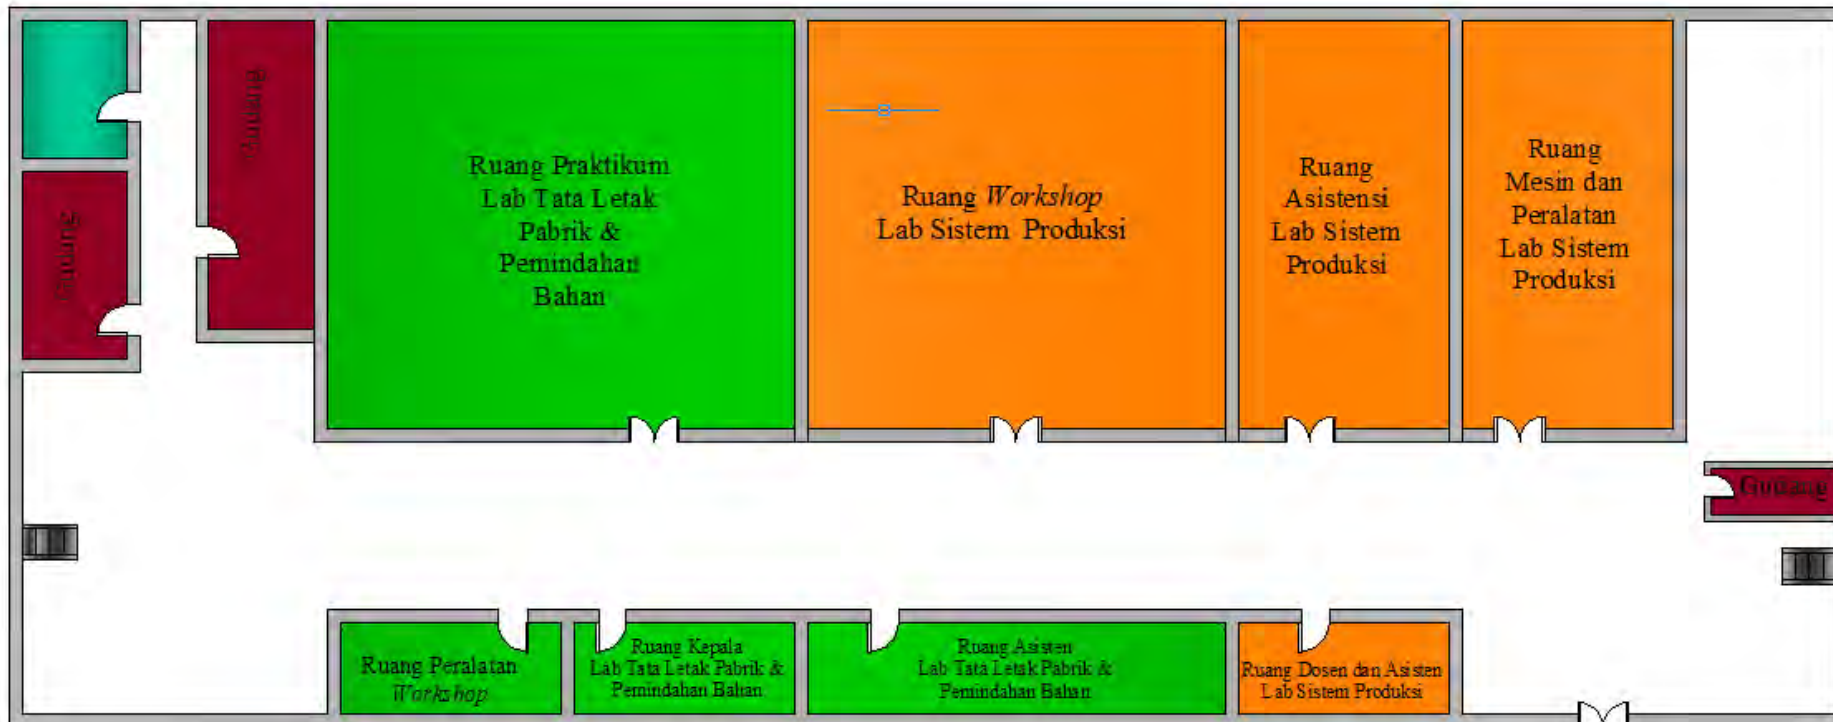 Gudang
Gudang
Ruang Praktikum
Lab Tata Letak
Pabrik &
Pemindahan
Bahan
Ruang Workshop
Lab Sistem Produksi
Ruang
Asistensi
Lab Sistem
Produksi
Ruang
Mesin dan
Peralatan
Lab Sistem
Produksi
Gudang
Ruang Peralatan
Workshop
Ruang Kepala
Lab Tata Letak Pabrik &
Pemindahan Bahan
Ruang Asisten
Lab Tata Letak Pabrik &
Pemindahan Bahan
Ruang Dosen dan Asisten
Lab Sistem Produksi